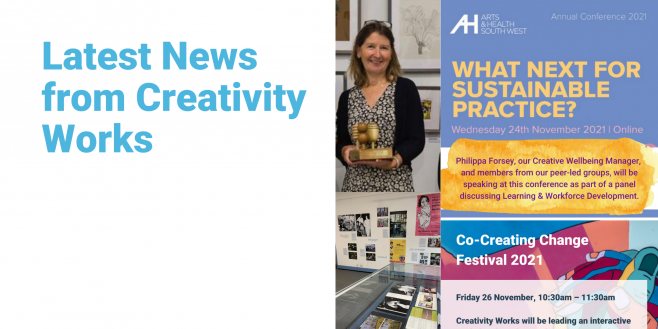 Latest News
from Creativity
Works
AH ARTS
& HEALTH
SOUTH WEST
Annual Conference 2021
WHAT NEXT FOR
SUSTAINABLE
PRACTICE?
Wednesday 24th November 2021 | Online
Philippa Forsey, our Creative Wellbeing Manager,
and members from our peer-led groups, will be
speaking at this conference as part of a panel
discussing Learning & Workforce Development.
Co-Creating Change
Festival 2021
Friday 26 November, 10:30am – 11:30am
Creativity Works will be leading an interactive